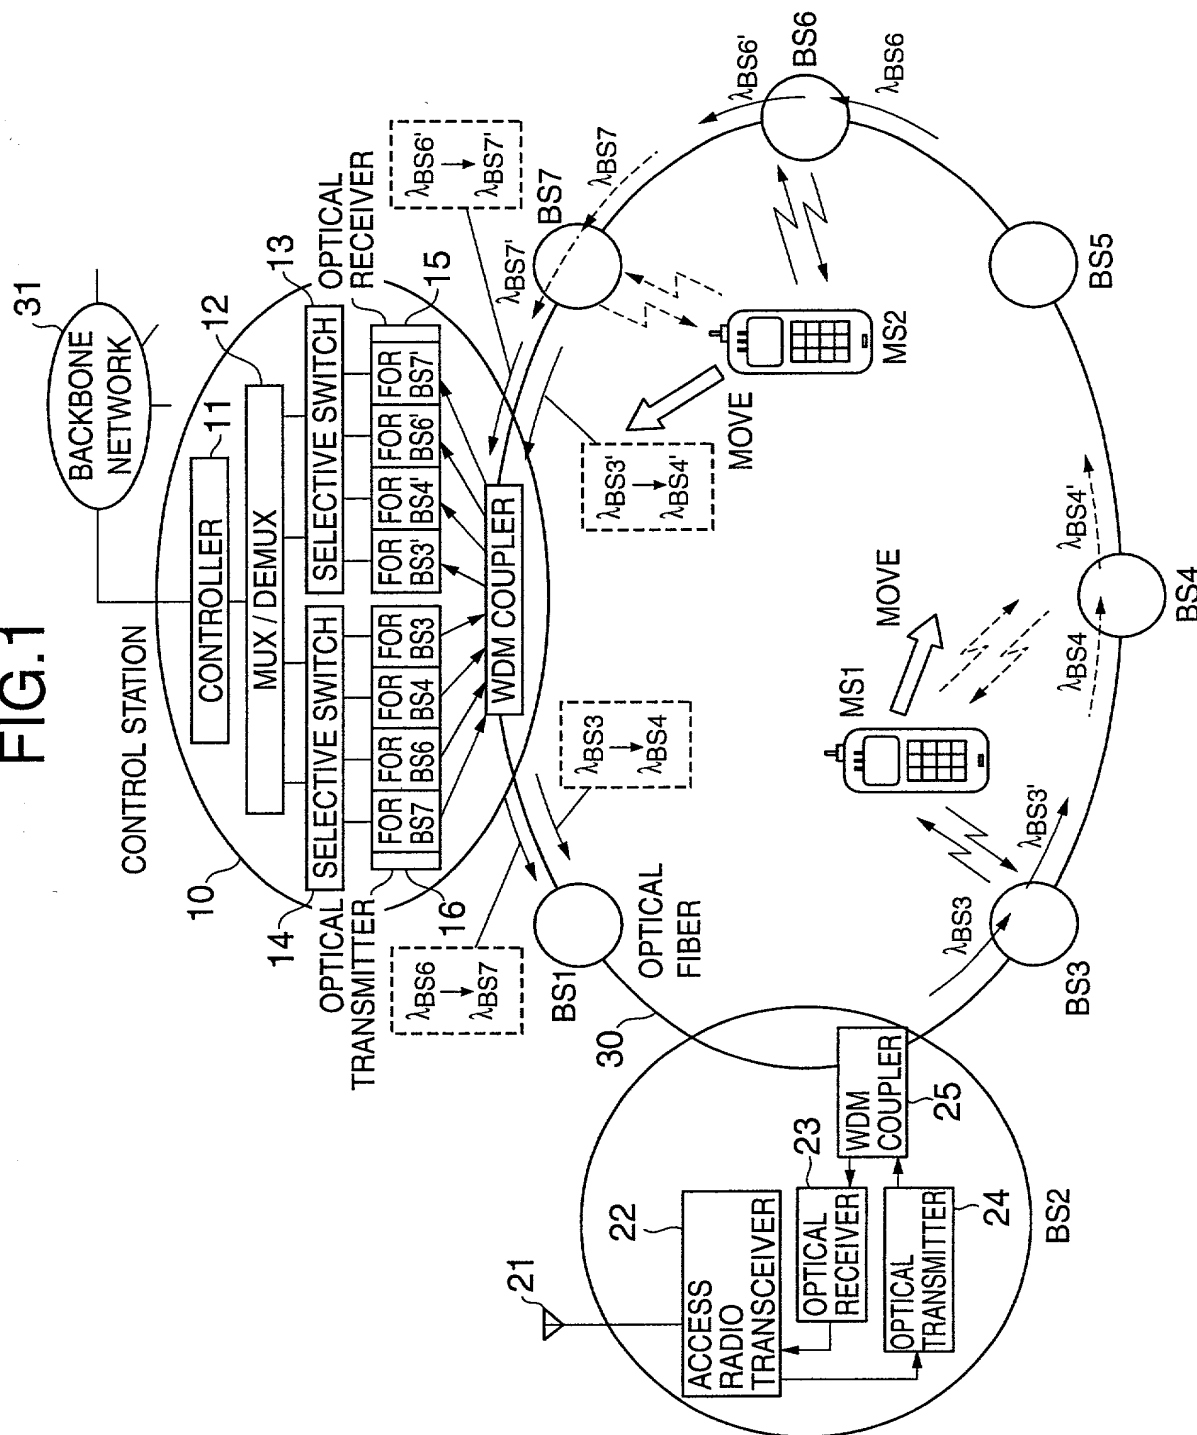 FIG.1
BACKBONE
NETWORK
31
CONTROL STATION
10
CONTROLLER
11
MUX / DEMUX
12
SELECTIVE SWITCH
14
SELECTIVE SWITCH
13
OPTICAL
TRANSMITTER
16
FOR
BS7
FOR
BS6
FOR
BS4
FOR
BS3
FOR
BS3'
FOR
BS4'
FOR
BS6'
FOR
BS7'
OPTICAL
RECEIVER
15
WDM COUPLER
λBS6
→
λBS7
λBS3
→
λBS4
λBS3'
→
λBS4'
λBS6'
→
λBS7'
BS1
OPTICAL
FIBER
30
BS7
λBS7'
λBS7
BS6
λBS6'
λBS6
MOVE
MS2
BS5
MS1
MOVE
λBS3
λBS3'
BS3
λBS4
λBS4'
BS4
21
22
ACCESS
RADIO
TRANSCEIVER
23
OPTICAL
RECEIVER
OPTICAL
TRANSMITTER
24
WDM
COUPLER
25
BS2